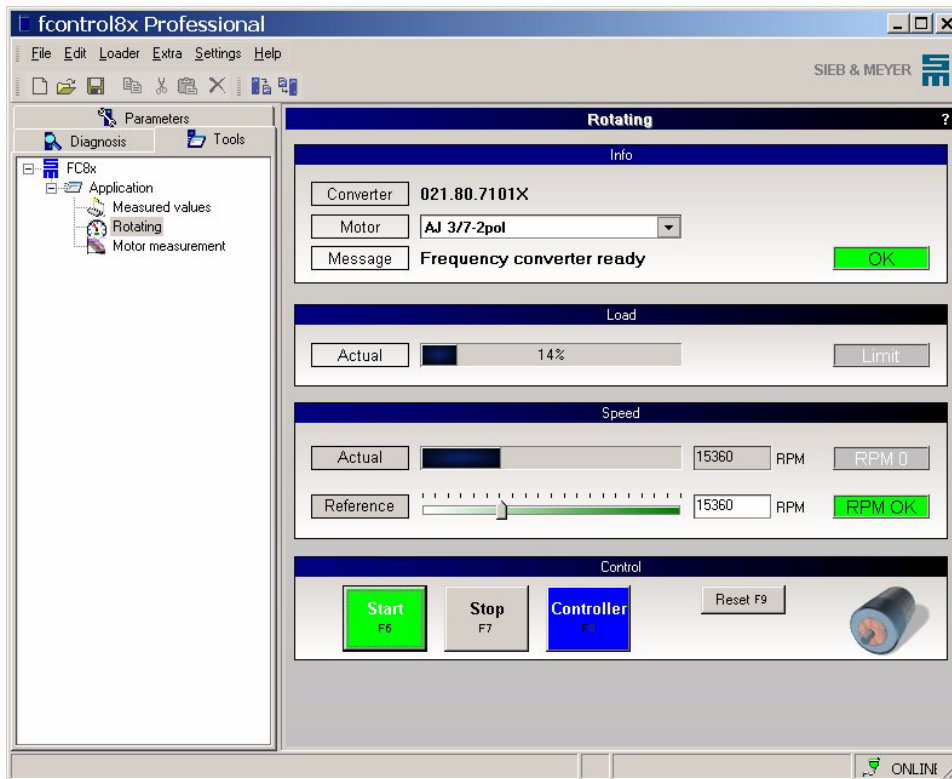 fcontrol8x Professional
File Edit Loader Extra Settings Help
SIEB & MEYER
Parameters
Diagnosis
Tools
FC8x
Application
Measured values
Rotating
Motor measurement
Rotating ?
Info
Converter 021.80.7101X
Motor AJ 3/7-2pol
Message Frequency converter ready OK
Load
Actual 14% Limit
Speed
Actual 15360 RPM RPM 0
Reference 15360 RPM RPM OK
Control
Start F6
Stop F7
Controller F8
Reset F9
ONLINE